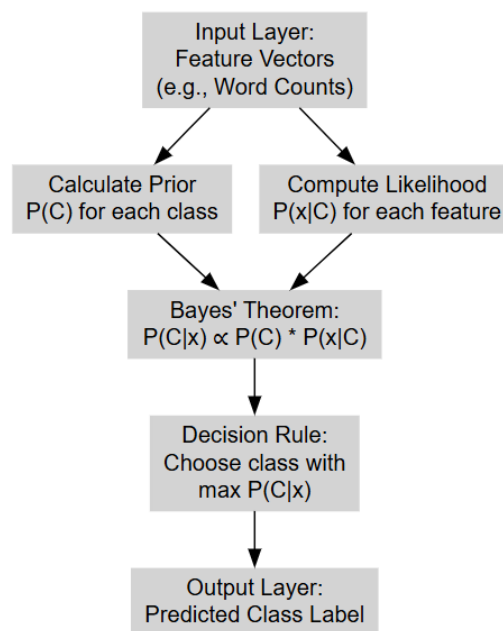 Input Layer:
Feature Vectors
(e.g., Word Counts)
Calculate Prior
P(C) for each class
Compute Likelihood
P(x|C) for each feature
Bayes' Theorem:
P(C|x) ∝ P(C) * P(x|C)
Decision Rule:
Choose class with
max P(C|x)
Output Layer:
Predicted Class Label